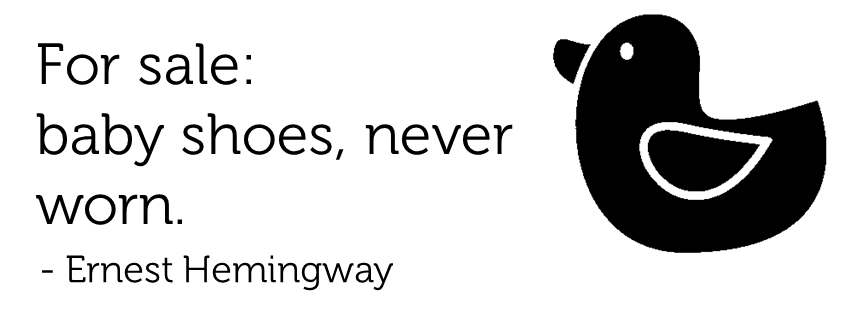 For sale:
baby shoes, never
worn.
- Ernest Hemingway